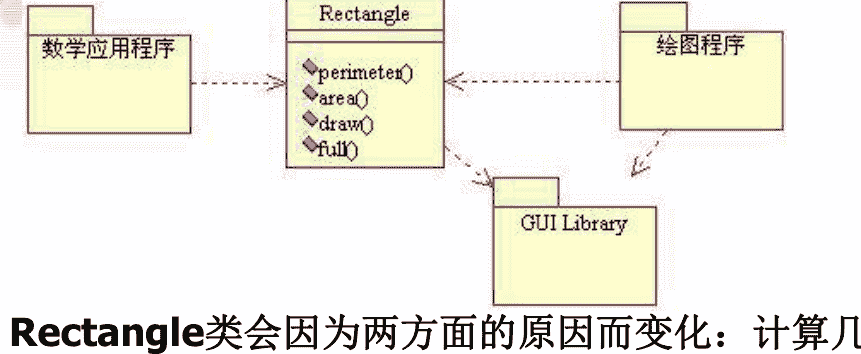 Rectangle
数学应用程序
绘图程序
perimeter()
area()
draw()
full()
GUI Library
Rectangle类会因为两方面的原因而变化：计算几